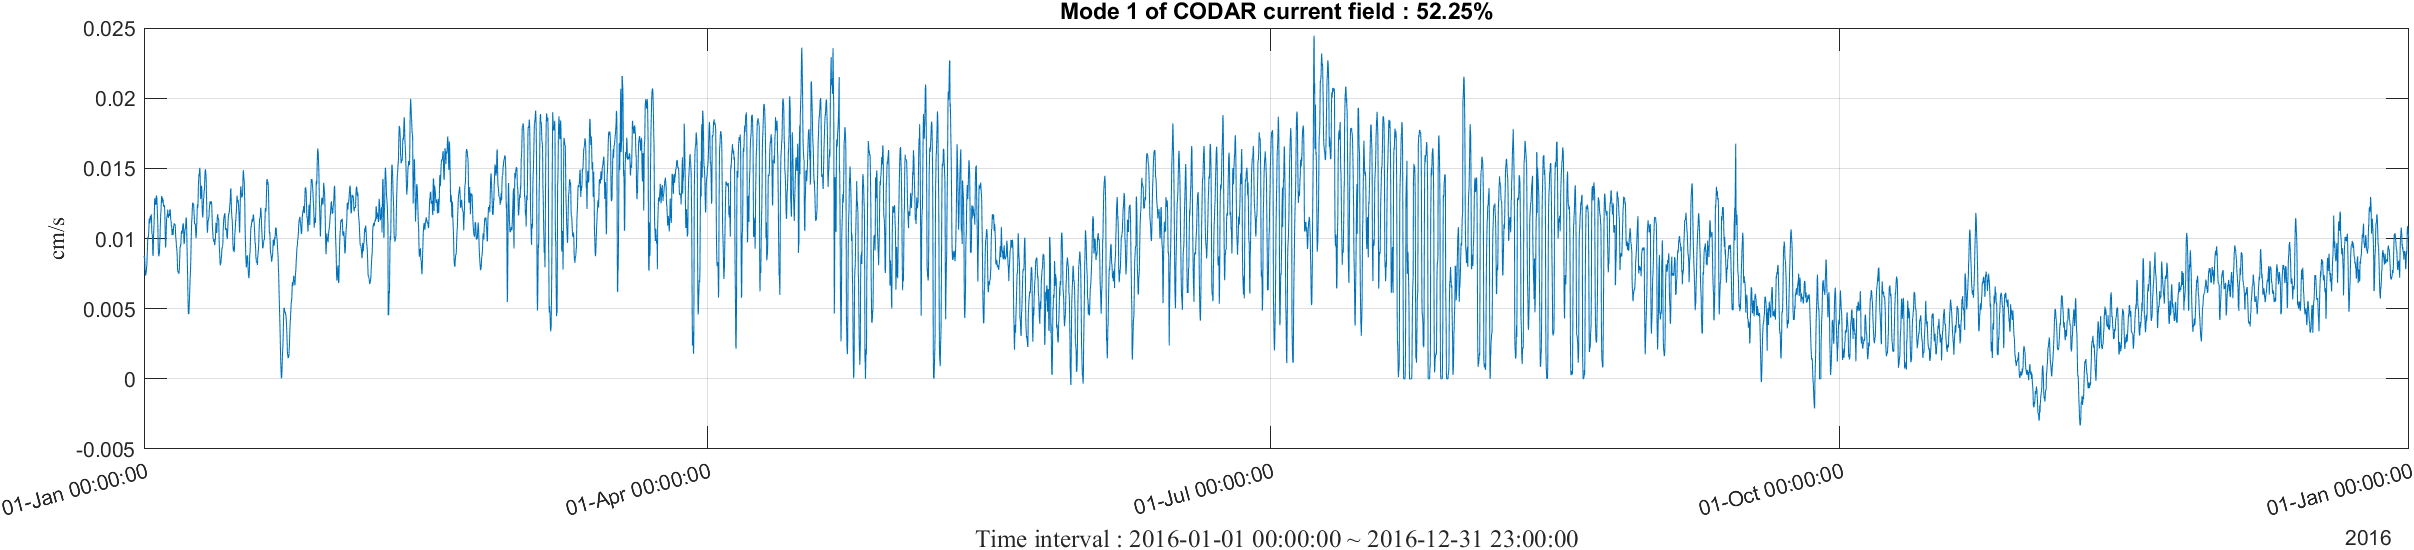 Mode 1 of CODAR current field : 52.25%
0.025
0.02
0.015
0.01
0.005
0
-0.005
cm/s
01-Jan 00:00:00
01-Apr 00:00:00
01-Jul 00:00:00
01-Oct 00:00:00
01-Jan 00:00:00
Time interval : 2016-01-01 00:00:00 ~ 2016-12-31 23:00:00
2016